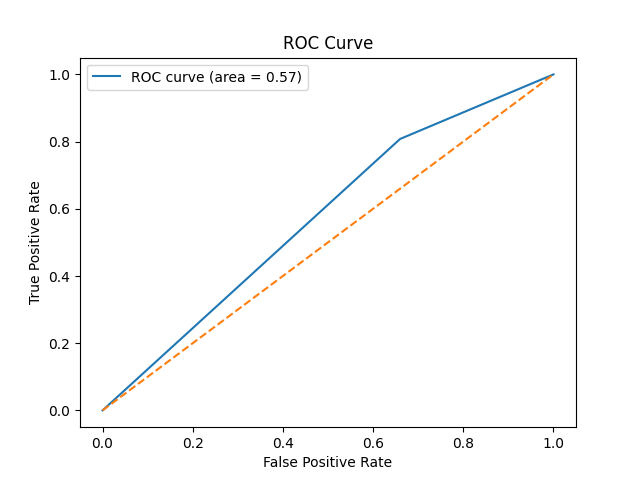 ROC Curve
ROC curve (area = 0.57)
1.0
0.8
0.6
0.4
0.2
0.0
True Positive Rate
0.0 0.2 0.4 0.6 0.8 1.0
False Positive Rate